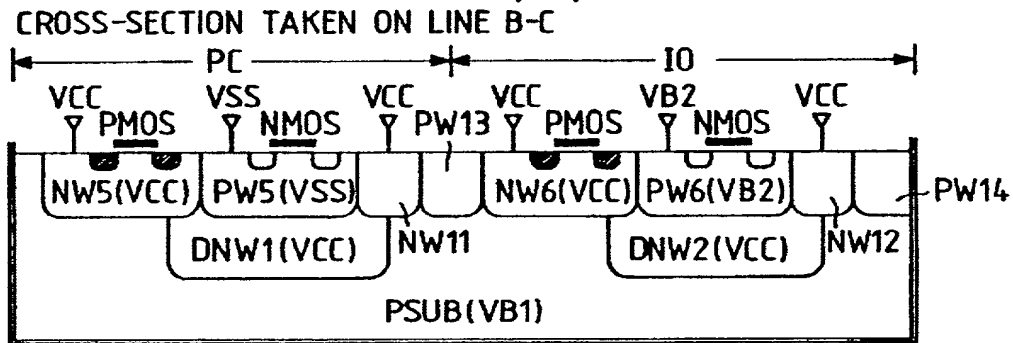 CROSS-SECTION TAKEN ON LINE B-C
PC IO
VCC VSS VCC PW13 VCC VB2 VCC
PMOS NMOS PMOS NMOS
NW5(VCC) PW5(VSS) NW6(VCC) PW6(VB2) PW14
DNW1(VCC) NW11 DNW2(VCC) NW12
PSUB(VB1)